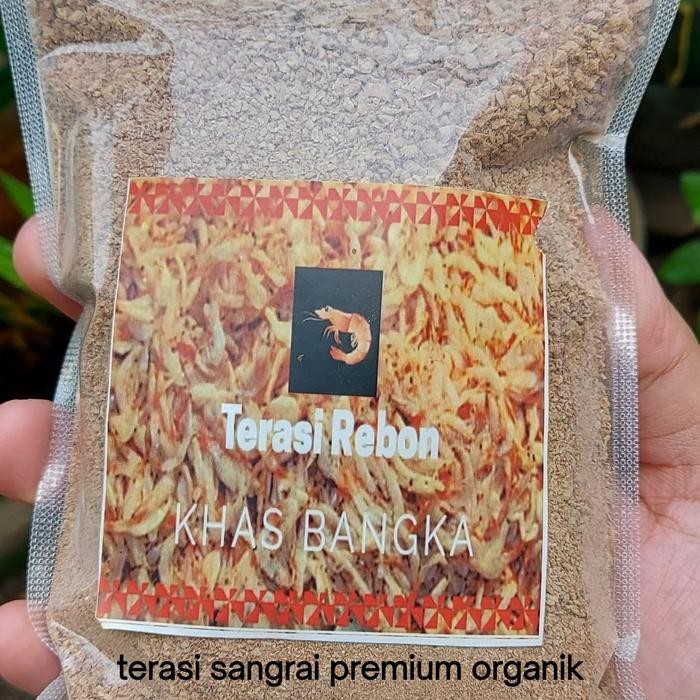 Terasi Rebon
KHAS BANGKA
terasi sangrai premium organik